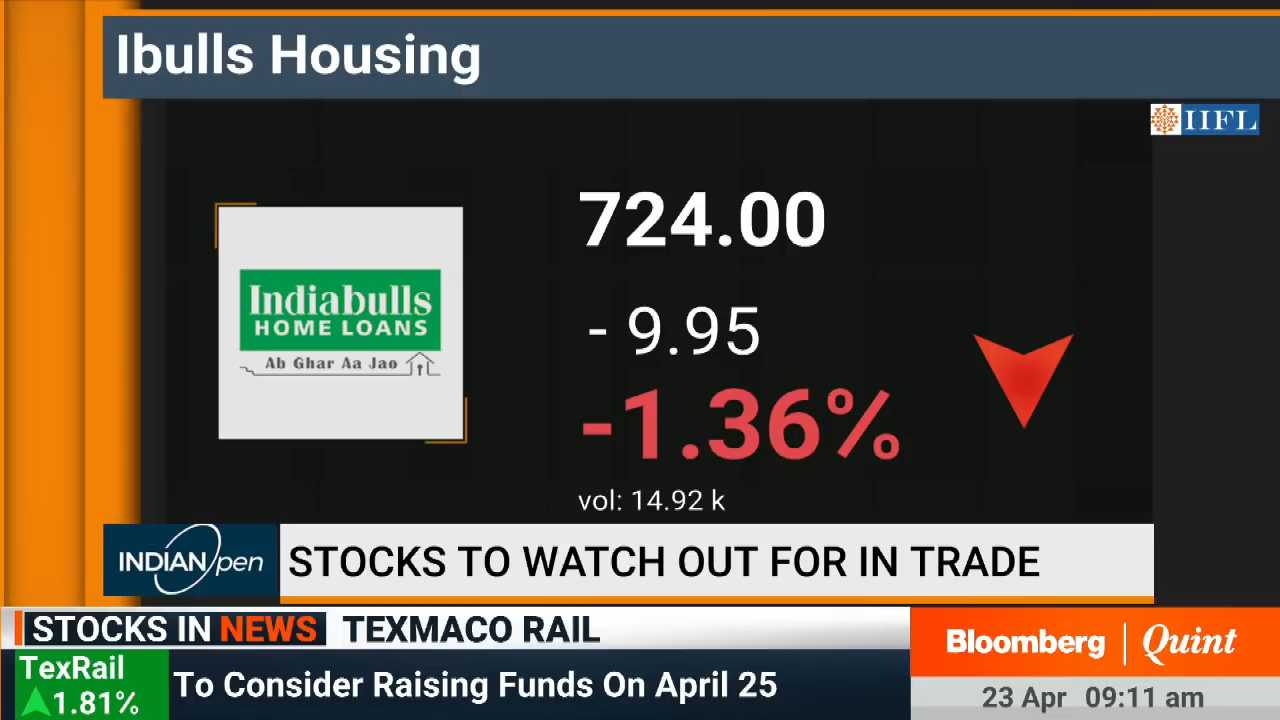 Ibulls Housing
IIFL
724.00
- 9.95
-1.36%
vol: 14.92 k
Indiabulls
HOME LOANS
Ab Ghar Aa Jao
INDIAN Open
STOCKS TO WATCH OUT FOR IN TRADE
STOCKS IN NEWS TEXMACO RAIL
TexRail
1.81%
To Consider Raising Funds On April 25
Bloomberg | Quint
23 Apr 09:11 am